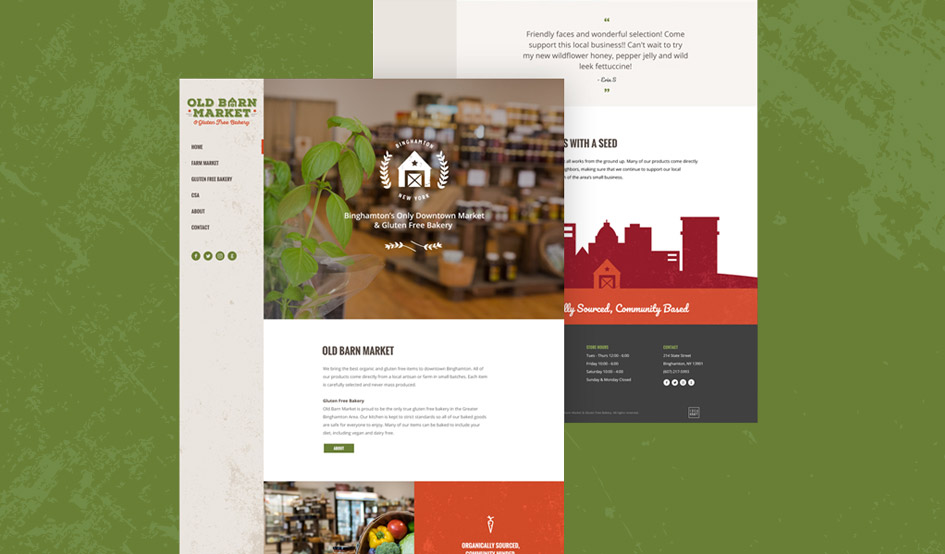 OLD BARN
MARKET
& Gluten Free Bakery
HOME
FARM MARKET
GLUTEN FREE BAKERY
CSA
ABOUT
CONTACT
BINGHAMTON
NEW YORK
Binghamton's Only Downtown Market
& Gluten Free Bakery
OLD BARN MARKET
We bring the best organic and gluten free items to downtown Binghamton. All of
our products come directly from a local artisan or farm in small batches. Each item
is carefully selected and never mass produced.
Gluten Free Bakery
Old Barn Market is proud to be the only true gluten free bakery in the Greater
Binghamton Area. Our kitchen is kept to strict standards so all of our baked goods
are safe for everyone to enjoy. Many of our items can be baked to include your
diet, including vegan and dairy free.
ABOUT
ORGANICALLY SOURCED,
COMMUNITY MINDED
“
Friendly faces and wonderful selection! Come
support this local business!! Can't wait to try
my new wildflower honey, pepper jelly and wild
leek fettuccine!
- Erin S
”
S WITH A SEED
all works from the ground up. Many of our products come directly
ighbors, making sure that we continue to support our local
of the area's small business.
lly Sourced, Community Based
STORE HOURS
Tues - Thurs 12:00 - 6:00
Friday 10:00 - 6:00
Saturday 10:00 - 4:00
Sunday & Monday Closed
CONTACT
214 State Street
Binghamton, NY 13901
(607) 217-5993